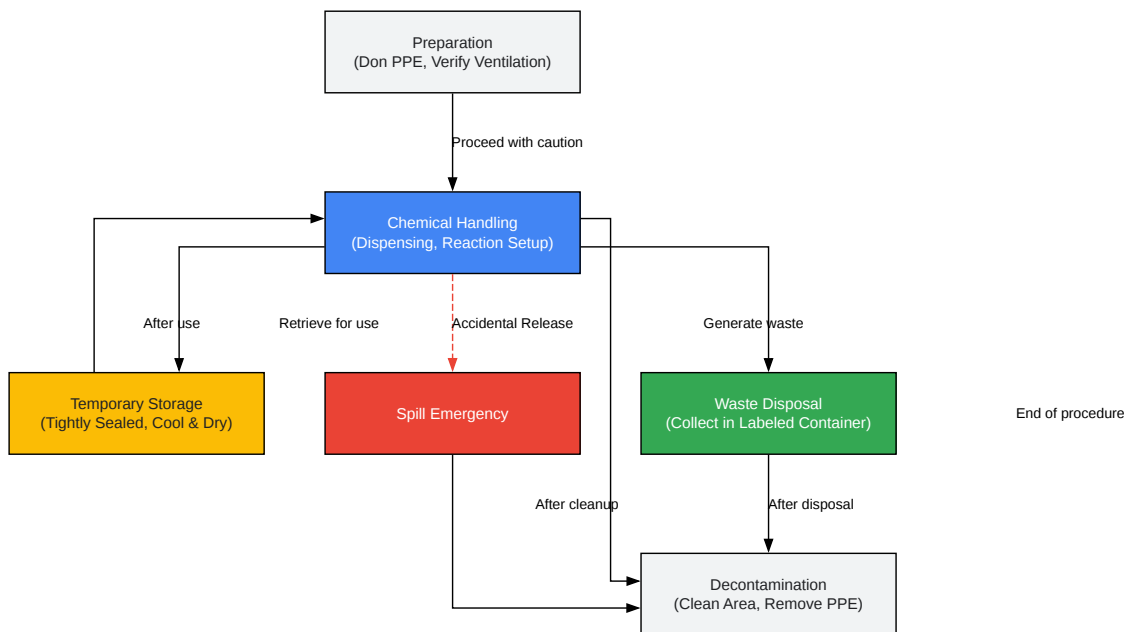 Preparation
(Don PPE, Verify Ventilation)
Proceed with caution
Chemical Handling
(Dispensing, Reaction Setup)
After use
Retrieve for use
Accidental Release
Generate waste
Temporary Storage
(Tightly Sealed, Cool & Dry)
Spill Emergency
Waste Disposal
(Collect in Labeled Container)
End of procedure
After cleanup
After disposal
Decontamination
(Clean Area, Remove PPE)